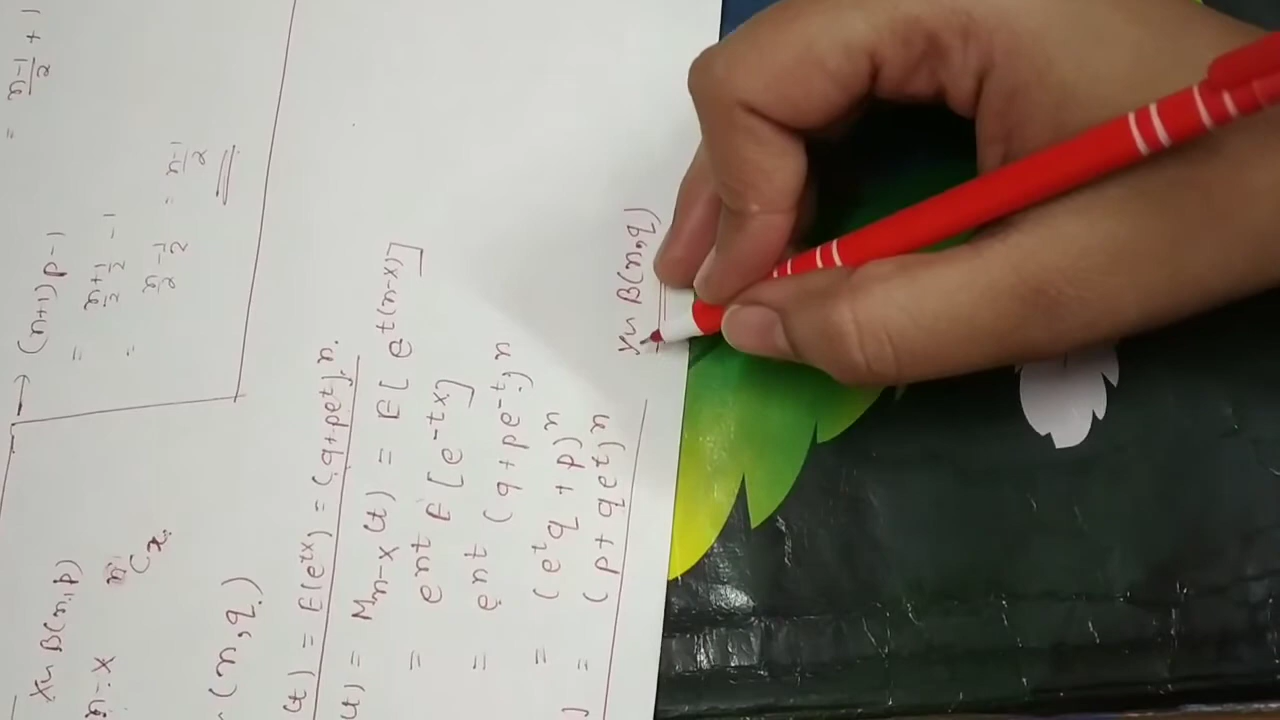 → (n+1) p - 1 = n-1/2 + 1
= n+1/2 - 1
= n-1/2 = n-1/2
X ~ B(n, p)
n - X
nCx
(n, q)
(t) = E(e^tx) = (q + pe^t)^n.
(t) = M_n-x(t) = E[e^t(n-x)]
= e^nt E[e^-tx]
= e^nt (q + pe^-t)^n
= (e^t q + p)^n
= (p + qe^t)^n
X ~ B(n, q)